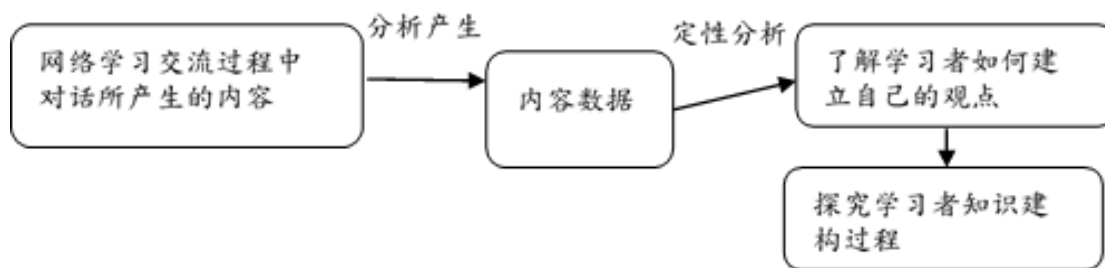 网络学习交流过程中
对话所产生的内容
分析产生
内容数据
定性分析
了解学习者如何建
立自己的观点
探究学习者知识建
构过程